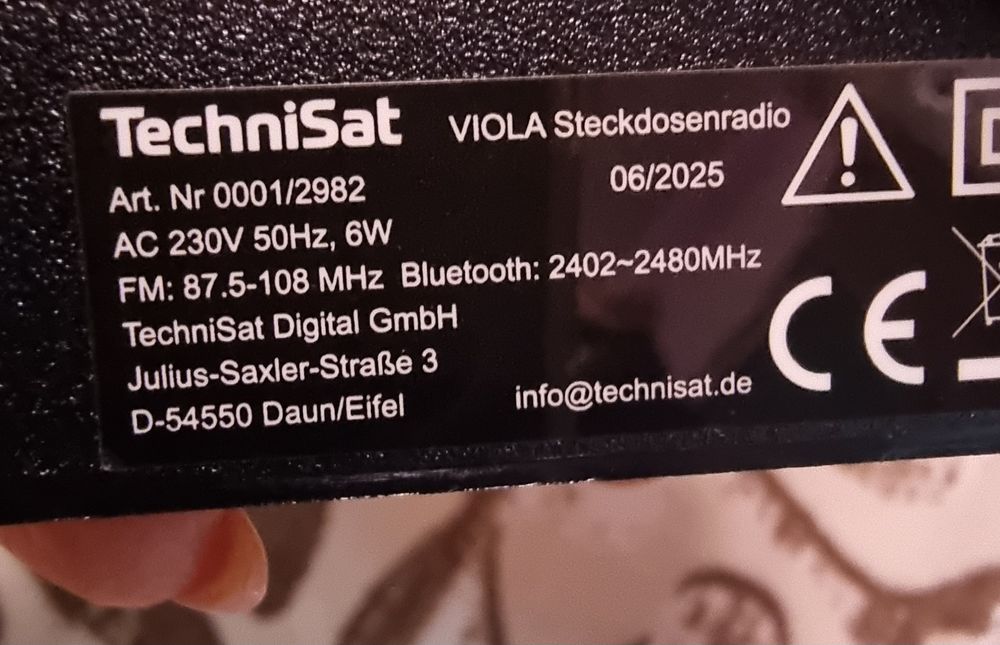 TechniSat VIOLA Steckdosenradio
Art. Nr 0001/2982 06/2025
AC 230V 50Hz, 6W
FM: 87.5-108 MHz Bluetooth: 2402~2480MHz
TechniSat Digital GmbH
Julius-Saxler-Straße 3
D-54550 Daun/Eifel info@technisat.de
CE